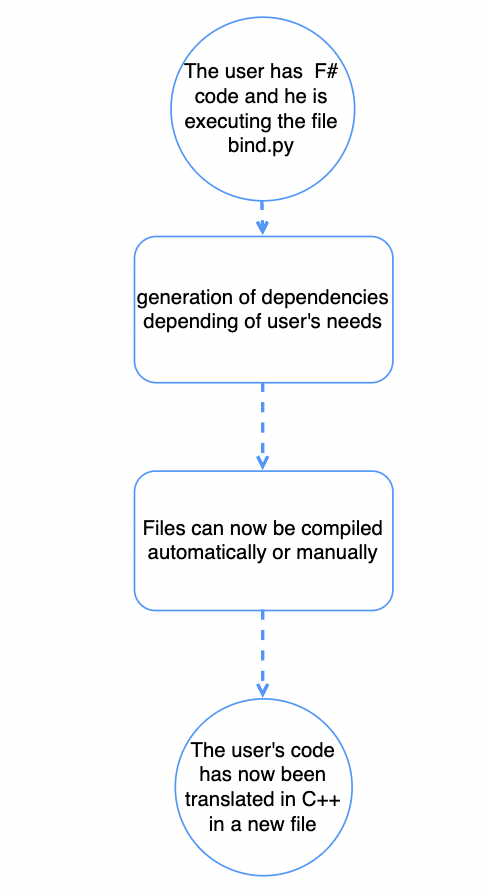 The user has  F#
code and he is
executing the file
bind.py
generation of dependencies
depending of user's needs
Files can now be compiled
automatically or manually
The user's code
has now been
translated in C++
in a new file